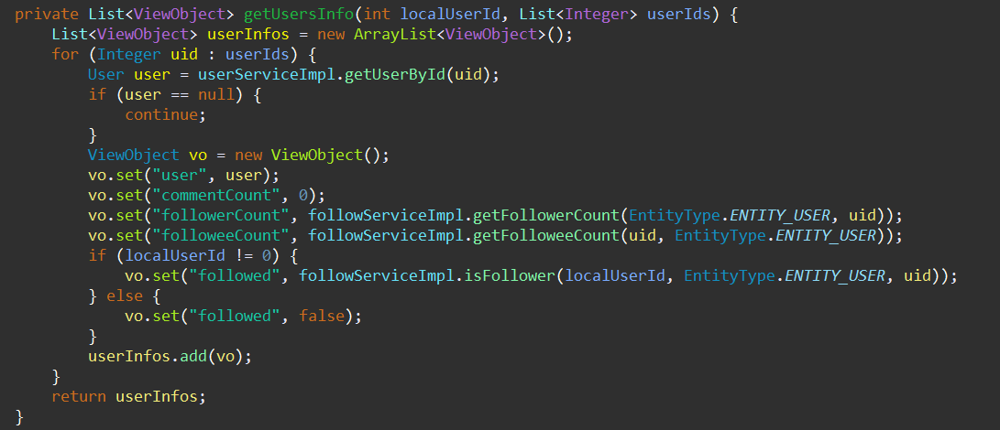 private List<ViewObject> getUsersInfo(int localUserId, List<Integer> userIds) {
    List<ViewObject> userInfos = new ArrayList<ViewObject>();
    for (Integer uid : userIds) {
        User user = userServiceImpl.getUserById(uid);
        if (user == null) {
            continue;
        }
        ViewObject vo = new ViewObject();
        vo.set("user", user);
        vo.set("commentCount", 0);
        vo.set("followerCount", followServiceImpl.getFollowerCount(EntityType.ENTITY_USER, uid));
        vo.set("followeeCount", followServiceImpl.getFolloweeCount(uid, EntityType.ENTITY_USER));
        if (localUserId != 0) {
            vo.set("followed", followServiceImpl.isFollower(localUserId, EntityType.ENTITY_USER, uid));
        } else {
            vo.set("followed", false);
        }
        userInfos.add(vo);
    }
    return userInfos;
}